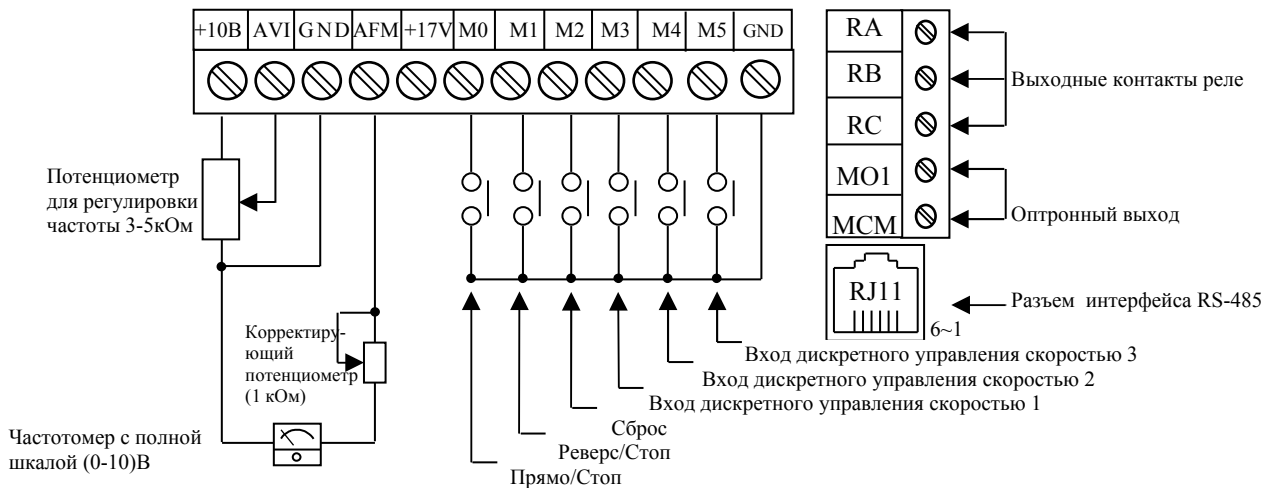 +10В AVI GND AFM +17V M0 M1 M2 M3 M4 M5 GND
RA
RB
RC
MO1
MCM
Выходные контакты реле
Оптронный выход
RJ11
6~1
Разъем интерфейса RS-485
Потенциометр
для регулировки
частоты 3-5кОм
Корректиру-
ющий
потенциометр
(1 кОм)
Частотомер с полной
шкалой (0-10)В
Вход дискретного управления скоростью 3
Вход дискретного управления скоростью 2
Вход дискретного управления скоростью 1
Сброс
Реверс/Стоп
Прямо/Стоп